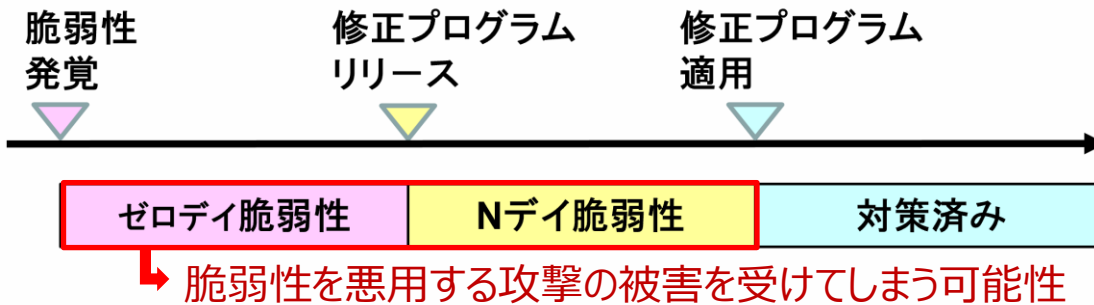 脆弱性
発覚
修正プログラム
リリース
修正プログラム
適用
ゼロデイ脆弱性
Nデイ脆弱性
対策済み
脆弱性を悪用する攻撃の被害を受けてしまう可能性